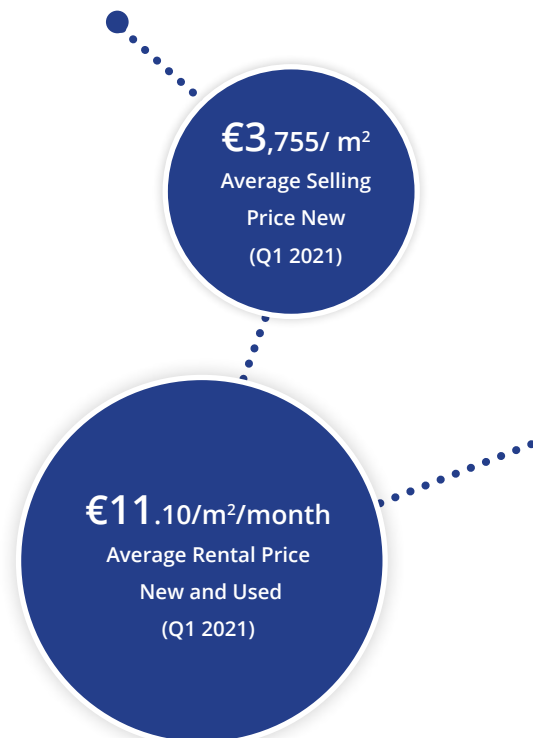 €3,755/ m²
Average Selling
Price New
(Q1 2021)
€11.10/m²/month
Average Rental Price
New and Used
(Q1 2021)